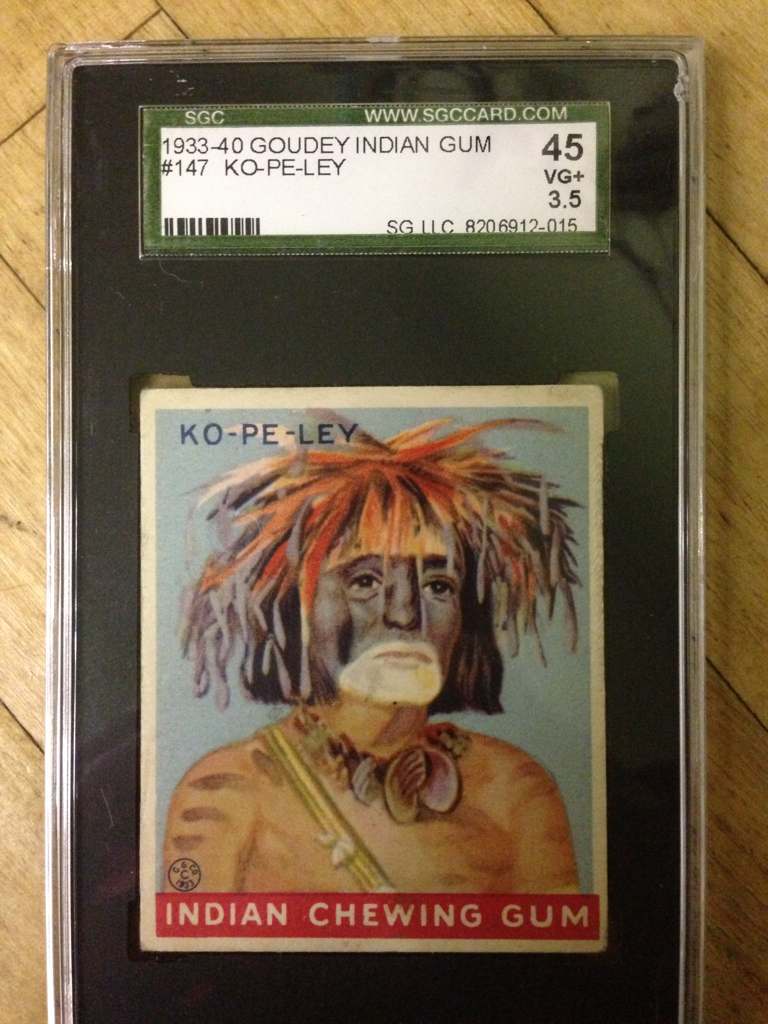 SGC WWW.SGCCARD.COM
1933-40 GOUDEY INDIAN GUM 45
#147 KO-PE-LEY VG+
3.5
SG LLC 8206912-015
KO-PE-LEY
INDIAN CHEWING GUM